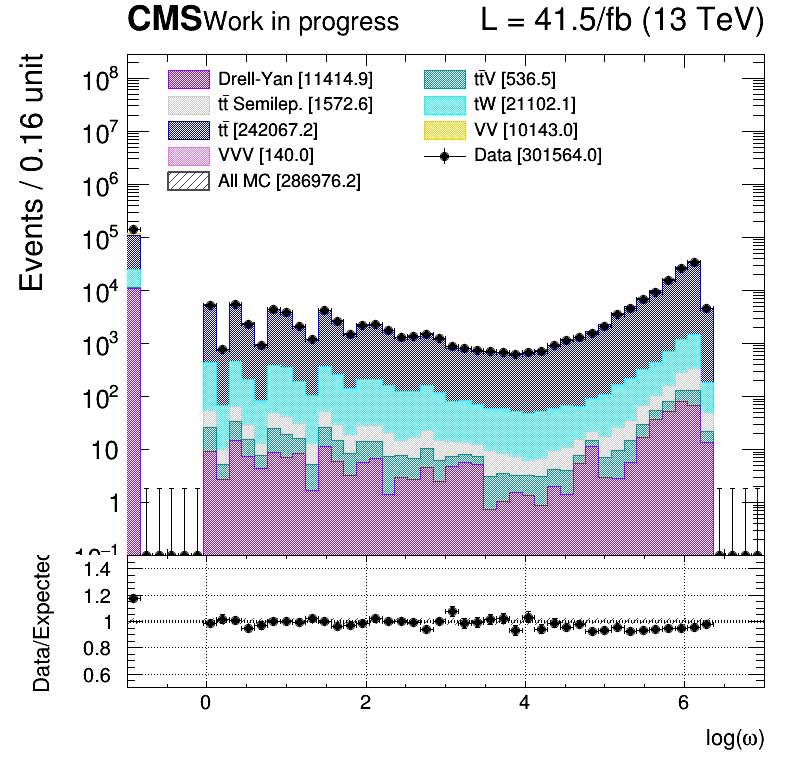 CMS Work in progress L = 41.5/fb (13 TeV)
Events / 0.16 unit
Drell-Yan [11414.9] tt̄V [536.5]
tt̄ Semilep. [1572.6] tW [21102.1]
tt̄ [242067.2] VV [10143.0]
VVV [140.0] Data [301564.0]
All MC [286976.2]
10⁸
10⁷
10⁶
10⁵
10⁴
10³
10²
10
1
10⁻¹
Data/Expected
1.4
1.2
1
0.8
0.6
0 2 4 6
log(ω)